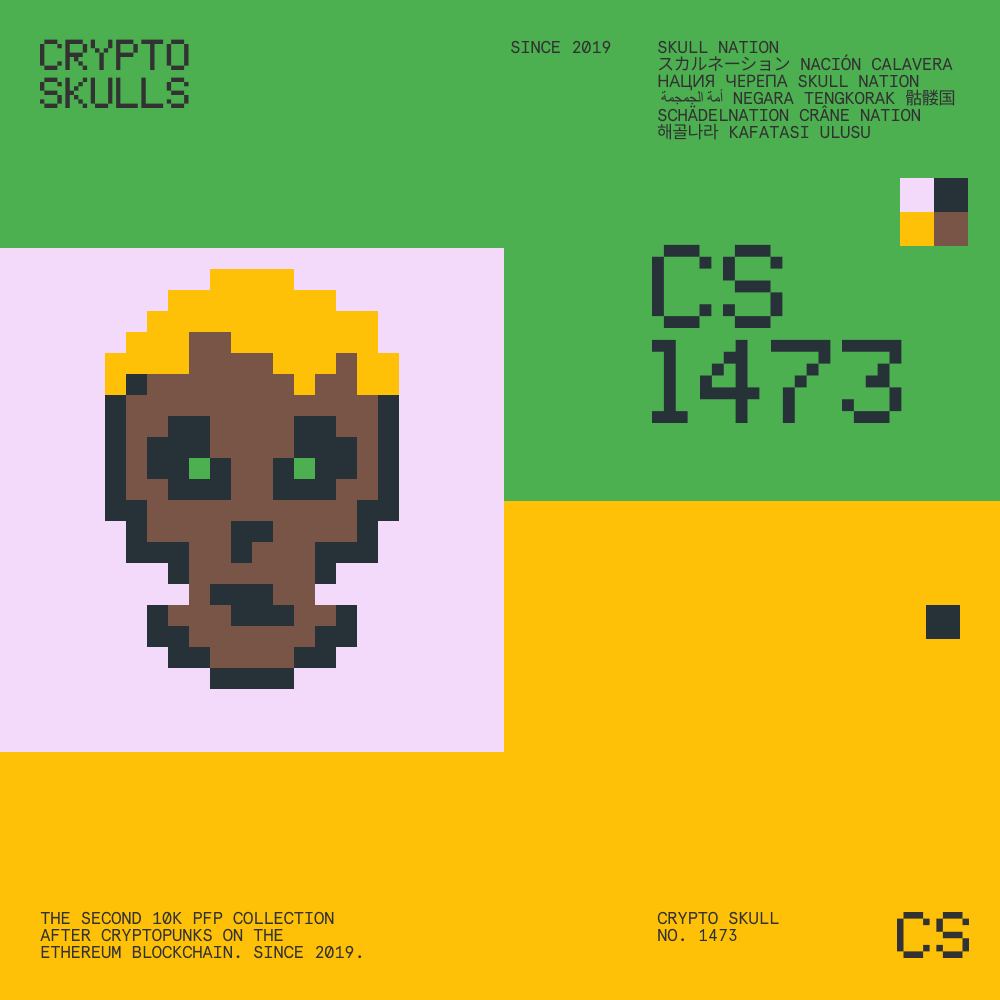 CRYPTO
SKULLS
SINCE 2019
SKULL NATION
スカルネーション NACIÓN CALAVERA
НАЦИЯ ЧЕРЕПА SKULL NATION
أمة الجمجمة NEGARA TENGKORAK 骷髅国
SCHÄDELNATION CRÂNE NATION
해골나라 KAFATASI ULUSU
CS
1473
THE SECOND 10K PFP COLLECTION
AFTER CRYPTOPUNKS ON THE
ETHEREUM BLOCKCHAIN. SINCE 2019.
CRYPTO SKULL
NO. 1473
CS